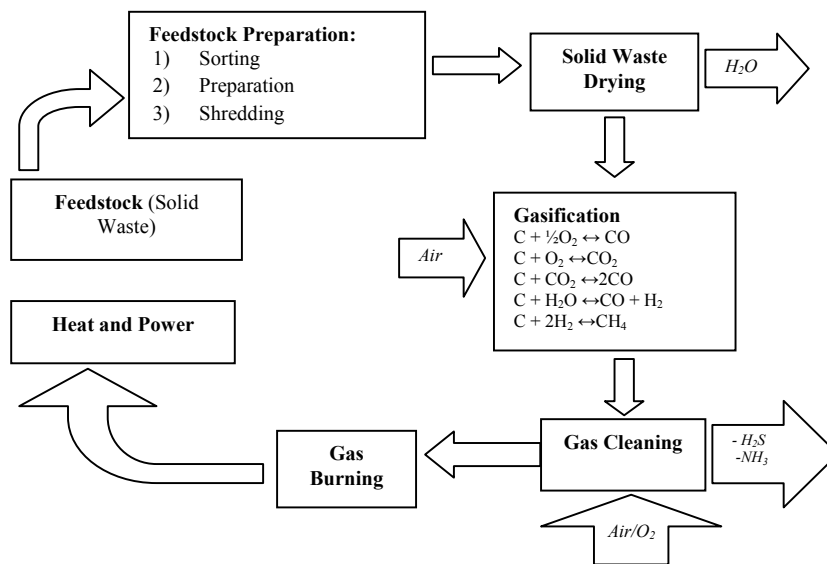 Feedstock Preparation:
1) Sorting
2) Preparation
3) Shredding
Solid Waste
Drying
H₂O
Feedstock (Solid
Waste)
Gasification
C + ½O₂ ↔ CO
C + O₂ ↔CO₂
C + CO₂ ↔2CO
C + H₂O ↔CO + H₂
C + 2H₂ ↔CH₄
Air
Heat and Power
Gas Cleaning
- H₂S
-NH₃
Gas
Burning
Air/O₂